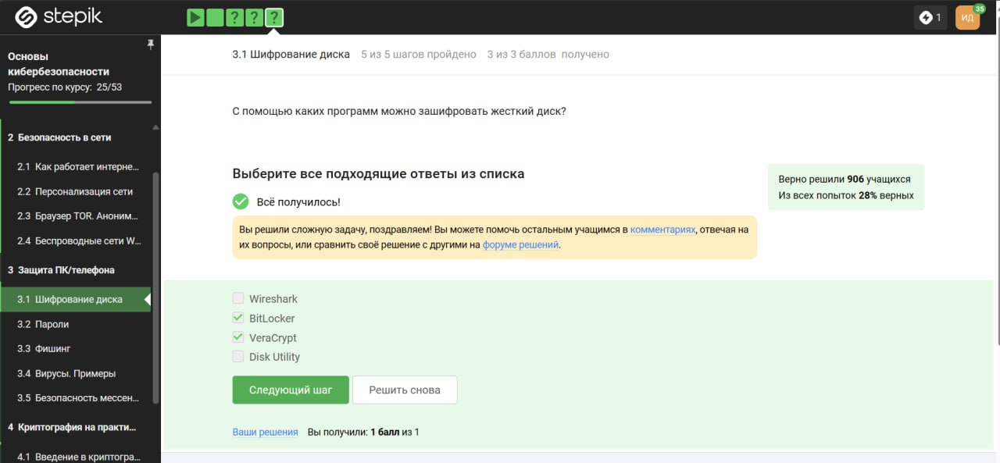 stepik
? ? ?
1
ИД
35
Основы
кибербезопасности
Прогресс по курсу: 25/53
2 Безопасность в сети
2.1 Как работает интерне...
2.2 Персонализация сети
2.3 Браузер TOR. Аноним...
2.4 Беспроводные сети W...
3 Защита ПК/телефона
3.1 Шифрование диска
3.2 Пароли
3.3 Фишинг
3.4 Вирусы. Примеры
3.5 Безопасность мессен...
4 Криптография на практи...
4.1 Введение в криптогра...
3.1 Шифрование диска 5 из 5 шагов пройдено 3 из 3 баллов получено
С помощью каких программ можно зашифровать жесткий диск?
Выберите все подходящие ответы из списка
Всё получилось!
Вы решили сложную задачу, поздравляем! Вы можете помочь остальным учащимся в комментариях, отвечая на
их вопросы, или сравнить своё решение с другими на форуме решений.
Верно решили 906 учащихся
Из всех попыток 28% верных
Wireshark
BitLocker
VeraCrypt
Disk Utility
Следующий шаг
Решить снова
Ваши решения Вы получили: 1 балл из 1